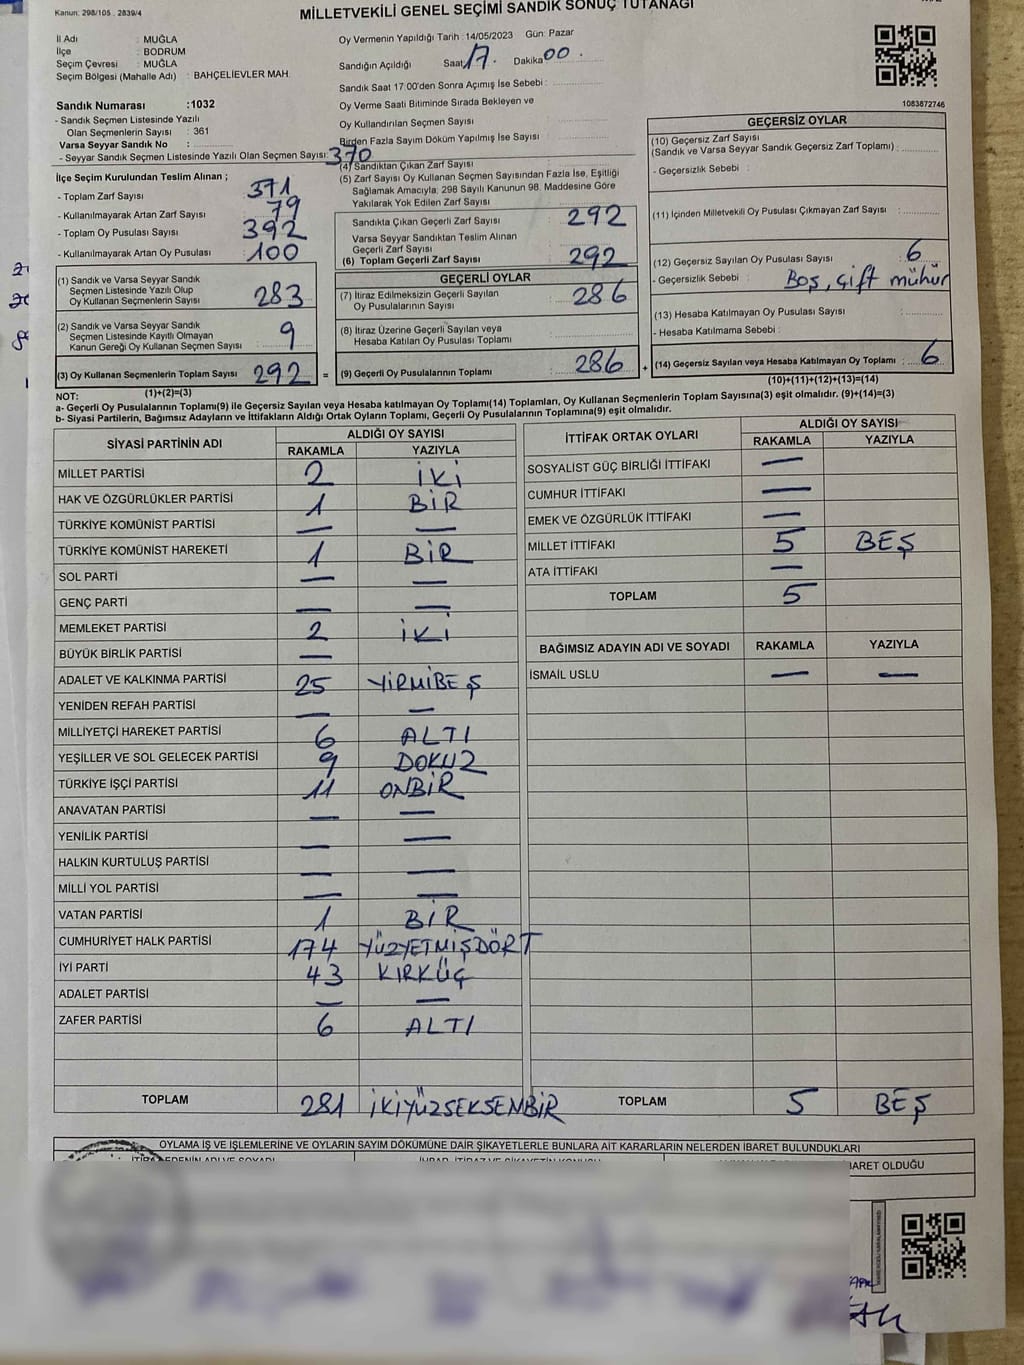 Kanun: 298/105 . 2839/4
MİLLETVEKİLİ GENEL SEÇİMİ SANDIK SONUÇ TUTANAĞI
İl Adı : MUĞLA
İlçe : BODRUM
Seçim Çevresi : MUĞLA
Seçim Bölgesi (Mahalle Adı) : BAHÇELİEVLER MAH.
Sandık Numarası :1032
- Sandık Seçmen Listesinde Yazılı
Olan Seçmenlerin Sayısı : 361
Varsa Seyyar Sandık No :
- Seyyar Sandık Seçmen Listesinde Yazılı Olan Seçmen Sayısı: 370
İlçe Seçim Kurulundan Teslim Alınan ;
- Toplam Zarf Sayısı 371
- Kullanılmayarak Artan Zarf Sayısı 79
- Toplam Oy Pusulası Sayısı 392
- Kullanılmayarak Artan Oy Pusulası 100
(1) Sandık ve Varsa Seyyar Sandık
Seçmen Listesinde Yazılı Olup
Oy Kullanan Seçmenlerin Sayısı 283
(2) Sandık ve Varsa Seyyar Sandık
Seçmen Listesinde Kayıtlı Olmayan
Kanun Gereği Oy Kullanan Seçmen Sayısı 9
(3) Oy Kullanan Seçmenlerin Toplam Sayısı 292 =
(1)+(2)=(3)
Oy Vermenin Yapıldığı Tarih : 14/05/2023 Gün: Pazar
Sandığın Açıldığı Saat 17. Dakika 00
Sandık Saat 17:00'den Sonra Açımış İse Sebebi :
Oy Verme Saati Bitiminde Sırada Bekleyen ve
Oy Kullandırılan Seçmen Sayısı
Birden Fazla Sayım Döküm Yapılmış İse Sayısı
(4) Sandıktan Çıkan Zarf Sayısı
(5) Zarf Sayısı Oy Kullanan Seçmen Sayısından Fazla İse, Eşitliği
Sağlamak Amacıyla; 298 Sayılı Kanunun 98. Maddesine Göre
Yakılarak Yok Edilen Zarf Sayısı
Sandıkta Çıkan Geçerli Zarf Sayısı 292
Varsa Seyyar Sandıktan Teslim Alınan
Geçerli Zarf Sayısı
(6) Toplam Geçerli Zarf Sayısı 292
GEÇERLİ OYLAR
(7) İtiraz Edilmeksizin Geçerli Sayılan
Oy Pusulalarının Sayısı 286
(8) İtiraz Üzerine Geçerli Sayılan veya
Hesaba Katılan Oy Pusulası Toplamı
(9) Geçerli Oy Pusulalarının Toplamı 286 +
1083672746
GEÇERSİZ OYLAR
(10) Geçersiz Zarf Sayısı
(Sandık ve Varsa Seyyar Sandık Geçersiz Zarf Toplamı) :
- Geçersizlik Sebebi :
(11) İçinden Milletvekili Oy Pusulası Çıkmayan Zarf Sayısı
(12) Geçersiz Sayılan Oy Pusulası Sayısı : 6
- Geçersizlik Sebebi : Boş, çift mühür
(13) Hesaba Katılmayan Oy Pusulası Sayısı :
- Hesaba Katılmama Sebebi :
(14) Geçersiz Sayılan veya Hesaba Katılmayan Oy Toplamı : 6
(10)+(11)+(12)+(13)=(14)
NOT:
a- Geçerli Oy Pusulalarının Toplamı(9) ile Geçersiz Sayılan veya Hesaba Katılmayan oy Toplamı(14) Toplamları, Oy Kullanan Seçmenlerin Toplam Sayısına(3) eşit olmalıdır. (9)+(14)=(3)
b- Siyasi Partilerin, Bağımsız Adayların ve İttifakların Aldığı Ortak Oyların Toplamı, Geçerli Oy Pusulalarının Toplamına(9) eşit olmalıdır.
SİYASİ PARTİNİN ADI ALDIĞI OY SAYISI
RAKAMLA YAZIYLA
MİLLET PARTİSİ 2 İKİ
HAK VE ÖZGÜRLÜKLER PARTİSİ 1 BİR
TÜRKİYE KOMÜNİST PARTİSİ — —
TÜRKİYE KOMÜNİST HAREKETİ 1 BİR
SOL PARTİ — —
GENÇ PARTİ — —
MEMLEKET PARTİSİ 2 İKİ
BÜYÜK BİRLİK PARTİSİ —
ADALET VE KALKINMA PARTİSİ 25 YİRMİBEŞ
YENİDEN REFAH PARTİSİ — —
MİLLİYETÇİ HAREKET PARTİSİ 6 ALTI
YEŞİLLER VE SOL GELECEK PARTİSİ 9 DOKUZ
TÜRKİYE İŞÇİ PARTİSİ 11 ONBİR
ANAVATAN PARTİSİ — —
YENİLİK PARTİSİ — —
HALKIN KURTULUŞ PARTİSİ — —
MİLLİ YOL PARTİSİ — —
VATAN PARTİSİ 1 BİR
CUMHURİYET HALK PARTİSİ 174 YÜZYETMİŞDÖRT
İYİ PARTİ 43 KIRKÜÇ
ADALET PARTİSİ — —
ZAFER PARTİSİ 6 ALTI
TOPLAM 281 İKİYÜZSEKSENBİR
İTTİFAK ORTAK OYLARI ALDIĞI OY SAYISI
RAKAMLA YAZIYLA
SOSYALIST GÜÇ BİRLİĞİ İTTİFAKI —
CUMHUR İTTİFAKI —
EMEK VE ÖZGÜRLÜK İTTİFAKI —
MİLLET İTTİFAKI 5 BEŞ
ATA İTTİFAKI —
TOPLAM 5
BAĞIMSIZ ADAYIN ADI VE SOYADI RAKAMLA YAZIYLA
İSMAİL USLU — —
TOPLAM 5 BEŞ
OYLAMA İŞ VE İŞLEMLERİNE VE OYLARIN SAYIM DÖKÜMÜNE DAİR ŞİKAYETLERLE BUNLARA AİT KARARLARIN NELERDEN İBARET BULUNDUKLARI
İBARET OLDUĞU